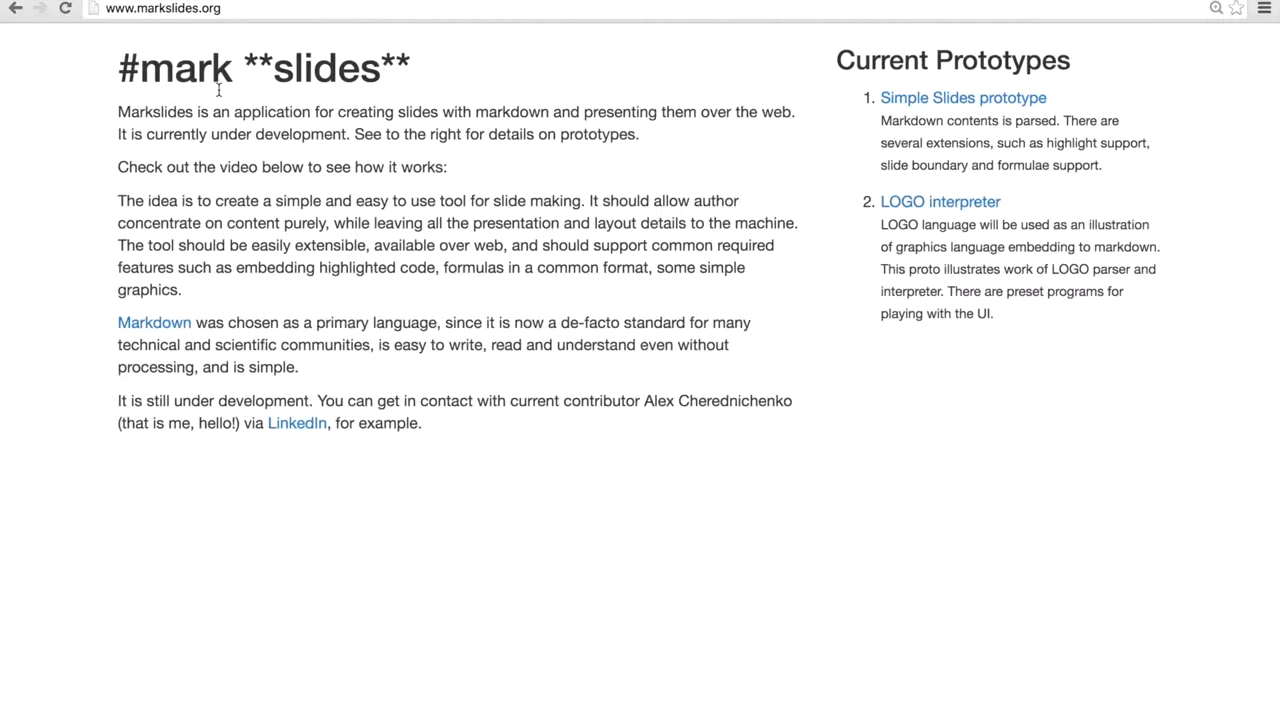 www.markslides.org
#mark **slides**
Markslides is an application for creating slides with markdown and presenting them over the web.
It is currently under development. See to the right for details on prototypes.
Check out the video below to see how it works:
The idea is to create a simple and easy to use tool for slide making. It should allow author
concentrate on content purely, while leaving all the presentation and layout details to the machine.
The tool should be easily extensible, available over web, and should support common required
features such as embedding highlighted code, formulas in a common format, some simple
graphics.
Markdown was chosen as a primary language, since it is now a de-facto standard for many
technical and scientific communities, is easy to write, read and understand even without
processing, and is simple.
It is still under development. You can get in contact with current contributor Alex Cherednichenko
(that is me, hello!) via LinkedIn, for example.
Current Prototypes
1. Simple Slides prototype
Markdown contents is parsed. There are
several extensions, such as highlight support,
slide boundary and formulae support.
2. LOGO interpreter
LOGO language will be used as an illustration
of graphics language embedding to markdown.
This proto illustrates work of LOGO parser and
interpreter. There are preset programs for
playing with the UI.